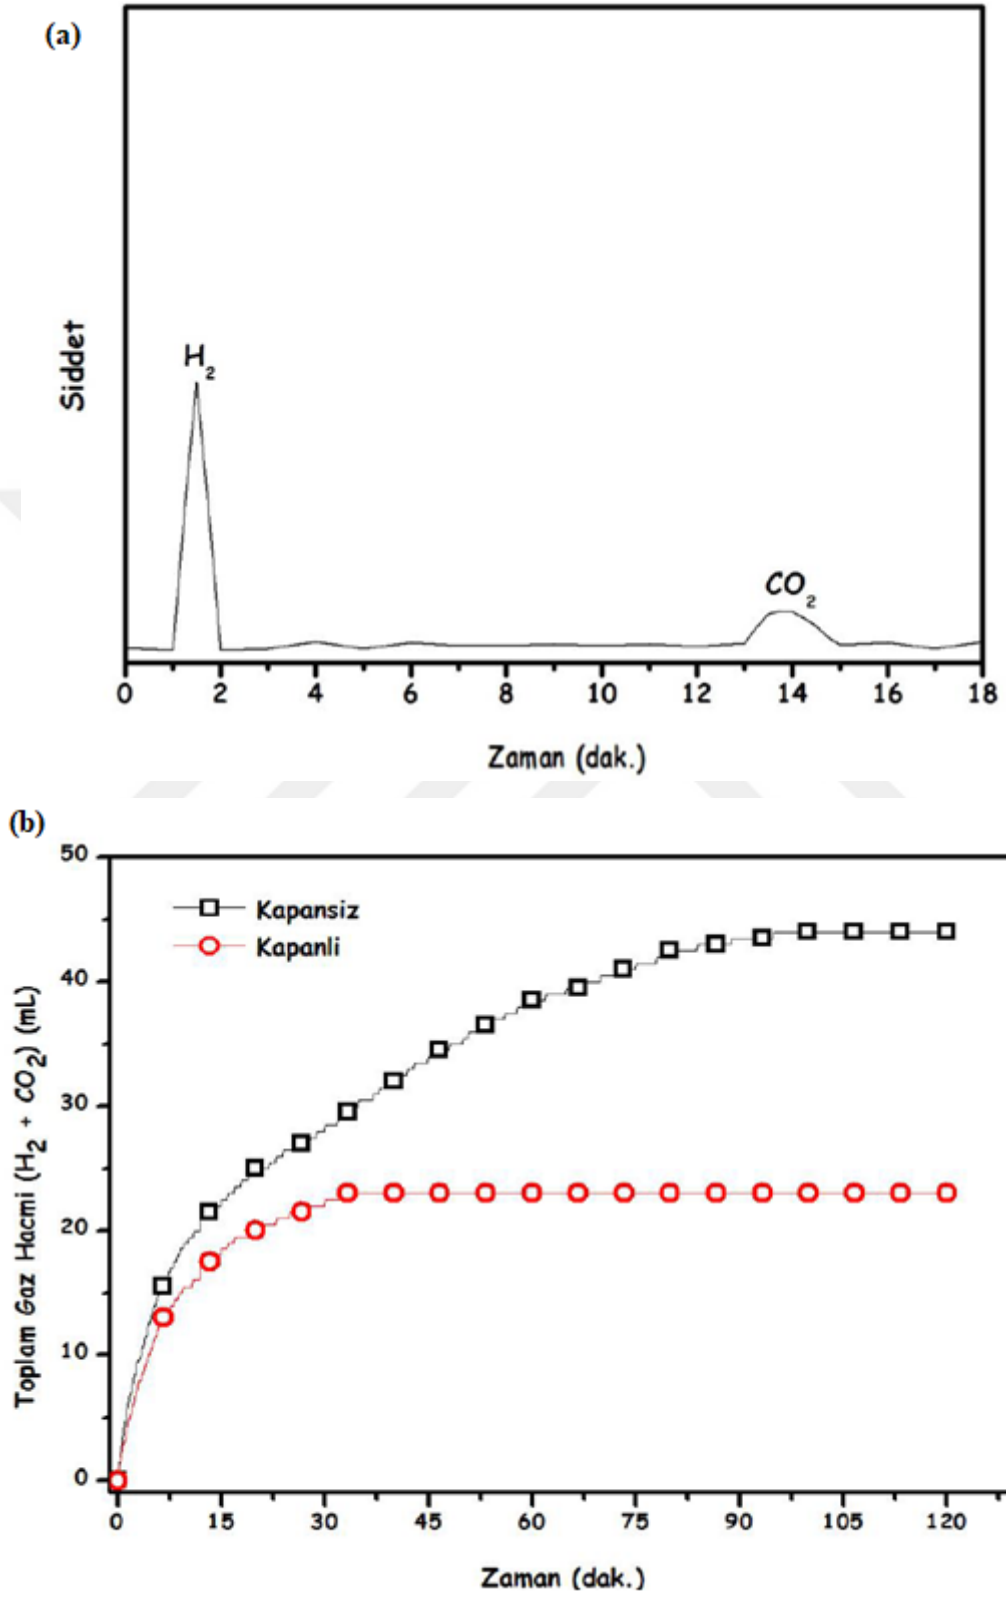 (a)
Siddet
H2
CO2
0 2 4 6 8 10 12 14 16 18
Zaman (dak.)
(b)
Toplam Gaz Hacmi (H2 + CO2) (mL)
50
40
30
20
10
0
Kapansiz
Kapanli
0 15 30 45 60 75 90 105 120
Zaman (dak.)